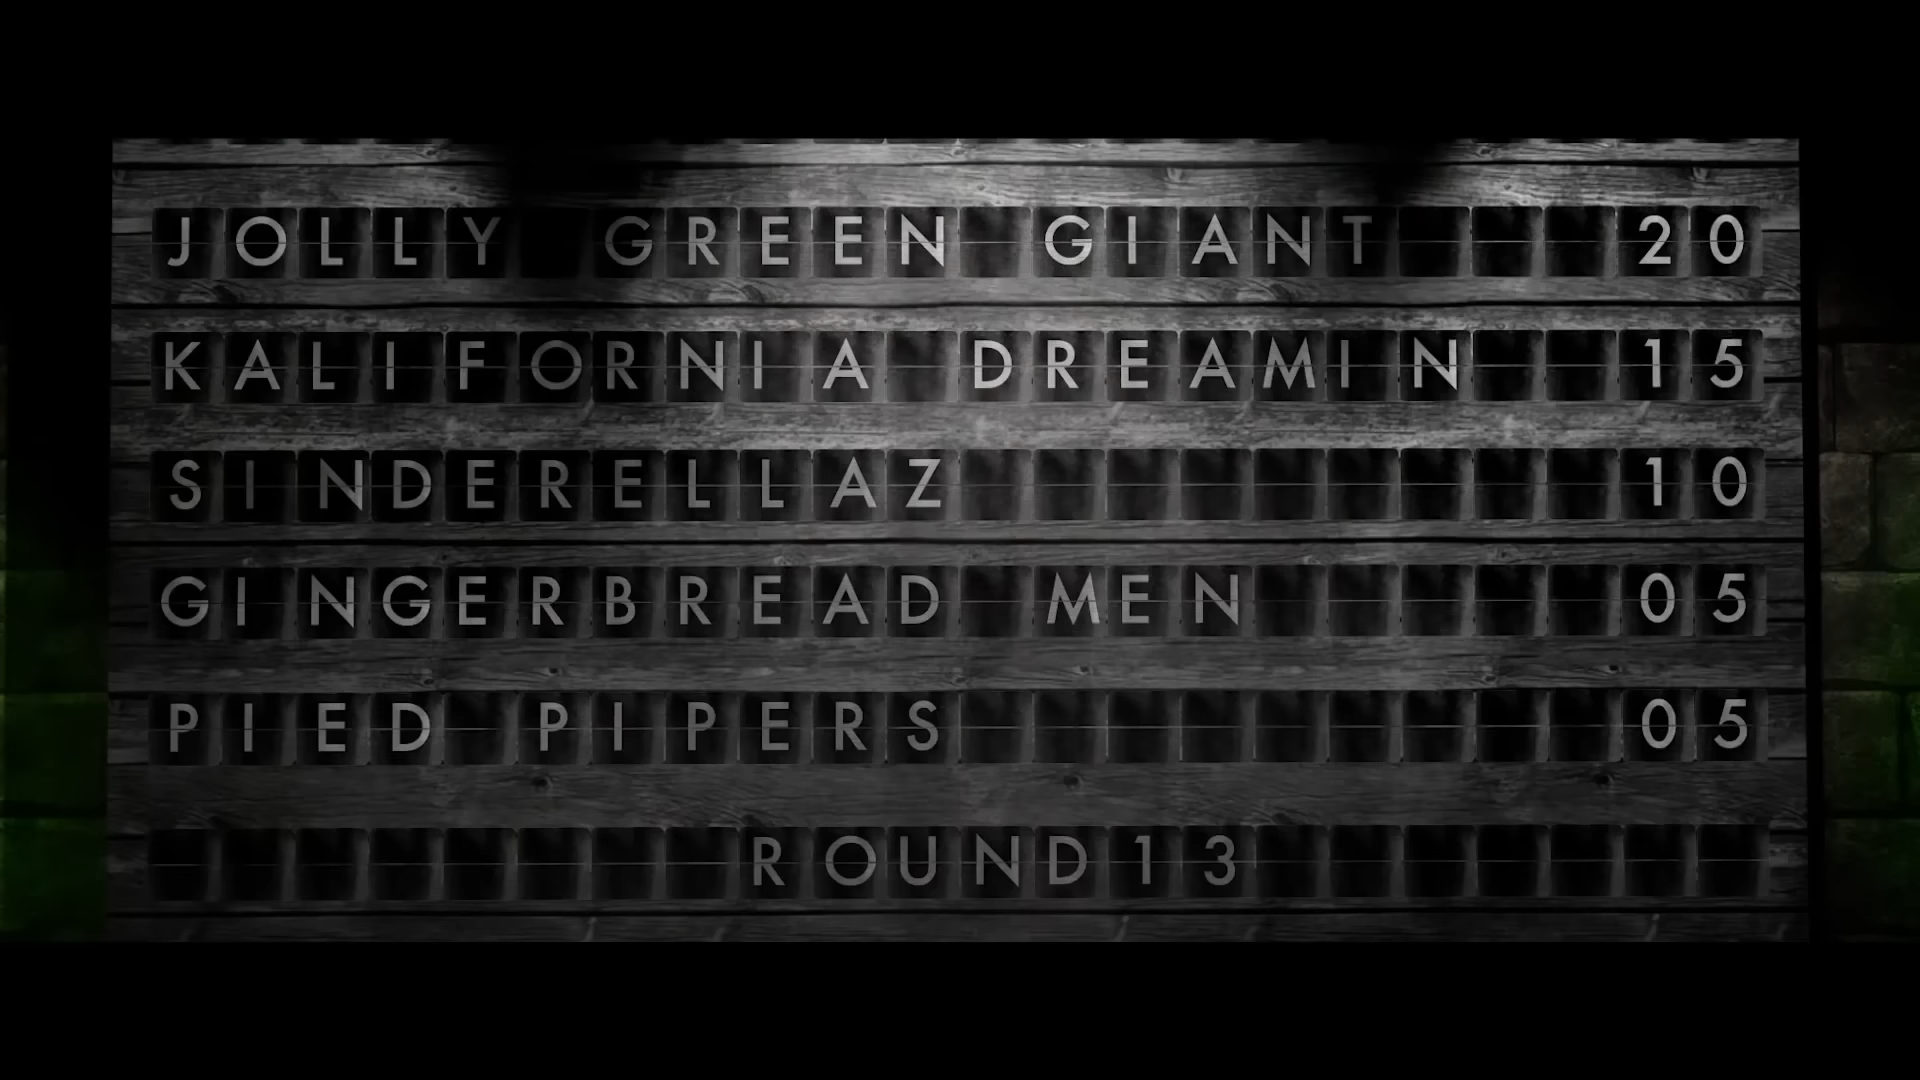 JOLLY GREEN GIANT 20
KALIFORNIA DREAMIN 15
SINDERELLAZ 10
GINGERBREAD MEN 05
PIED PIPERS 05
ROUND13